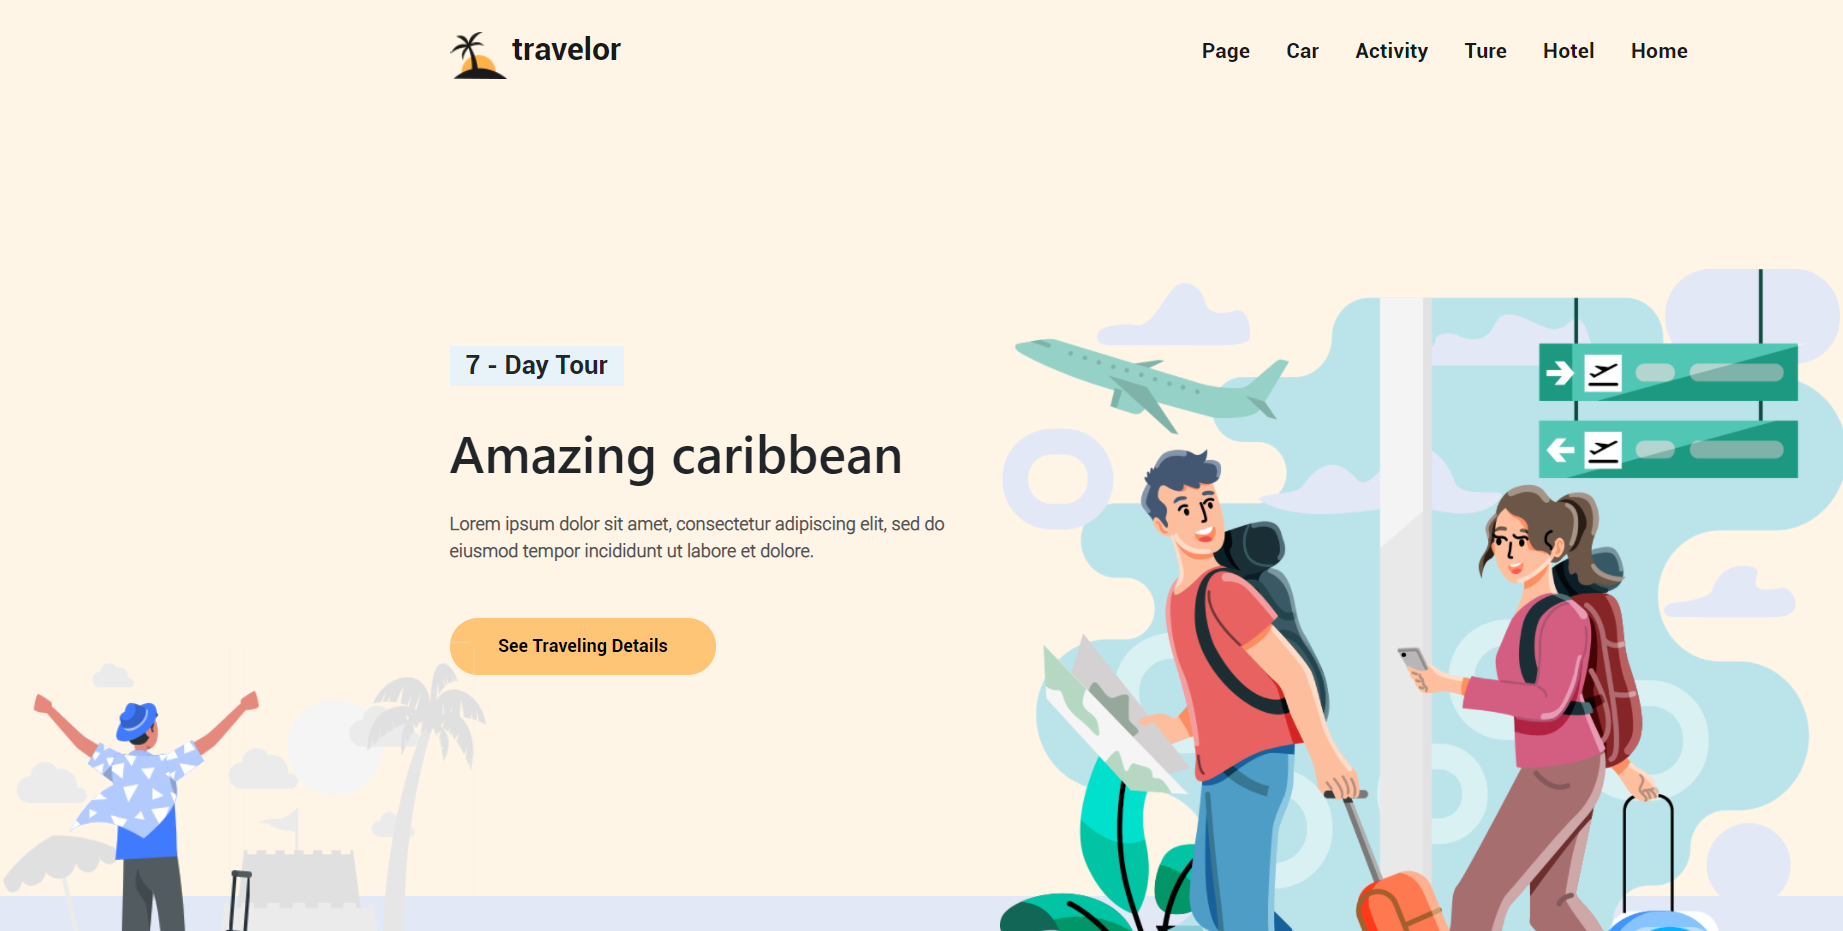 travelor
Page Car Activity Ture Hotel Home
7 - Day Tour
Amazing caribbean
Lorem ipsum dolor sit amet, consectetur adipiscing elit, sed do
eiusmod tempor incididunt ut labore et dolore.
See Traveling Details